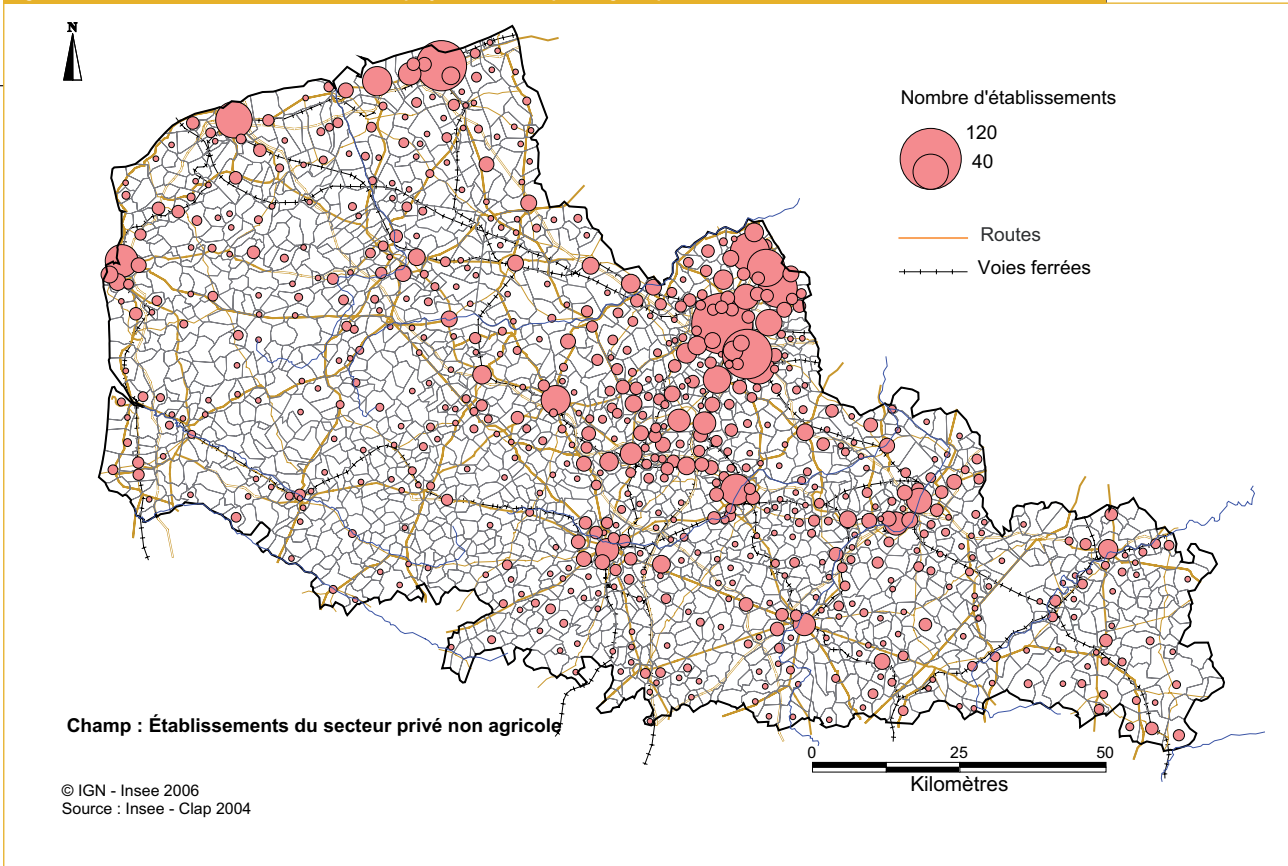 N
Nombre d'établissements
120
40
Routes
Voies ferrées
Champ : Établissements du secteur privé non agricole
0 25 50
Kilomètres
© IGN - Insee 2006
Source : Insee - Clap 2004